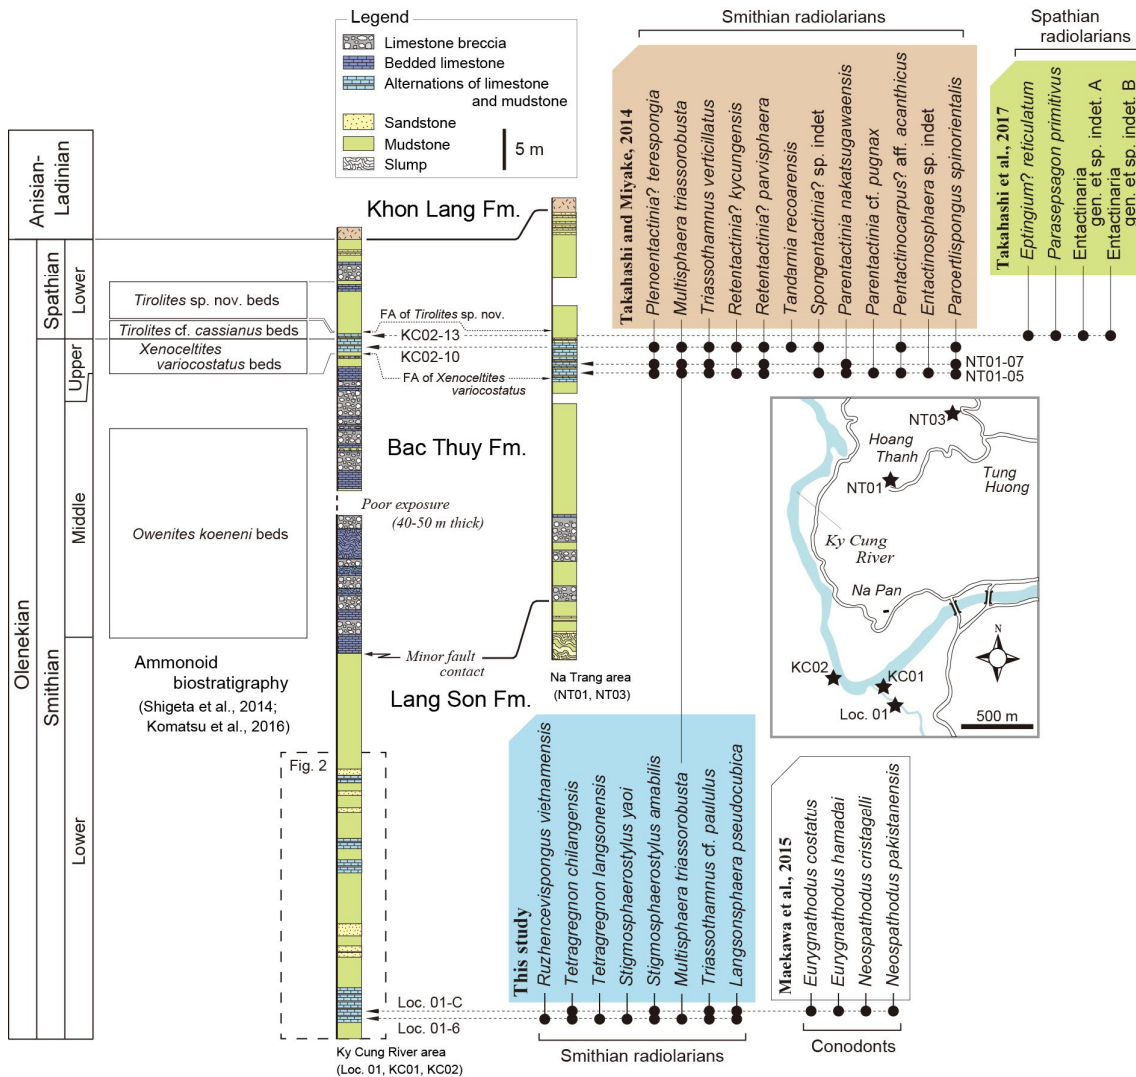 Legend
Limestone breccia
Bedded limestone
Alternations of limestone
and mudstone
Sandstone
Mudstone
Slump
5 m
Smithian radiolarians
Takahashi and Miyake, 2014
Plenoentactinia? terespongia
Multisphaera triassorobusta
Triassothamnus verticillatus
Retentactinia? kycungensis
Retentactinia? parvisphaera
Tandarnia recoarensis
Spongentactinia? sp. indet
Parentactinia nakatsugawaensis
Parentactinia cf. pugnax
Pentactinocarpus? aff. acanthicus
Entactinosphaera sp. indet
Paroertlispongus spinorientalis
Spathian
radiolarians
Takahashi et al., 2017
Eptingium? reticulatum
Parasepsagon primitivus
Entactinaria
gen. et sp. indet. A
Entactinaria
gen. et sp. indet. B
Anisian-
Ladinian
Olenekian
Spathian
Smithian
Lower
Upper
Middle
Lower
Tirolites sp. nov. beds
Tirolites cf. cassianus beds
Xenoceltites
variocostatus beds
Owenites koeneni beds
Ammonoid
biostratigraphy
(Shigeta et al., 2014;
Komatsu et al., 2016)
Khon Lang Fm.
FA of Tirolites sp. nov.
KC02-13
KC02-10
FA of Xenoceltites
variocostatus
NT01-07
NT01-05
Bac Thuy Fm.
Poor exposure
(40-50 m thick)
Minor fault
contact
Lang Son Fm.
Na Trang area
(NT01, NT03)
NT03
Hoang
Thanh
NT01
Tung
Huong
Ky Cung
River
Na Pan
N
KC02
KC01
Loc. 01
500 m
Fig. 2
Loc. 01-C
Loc. 01-6
Ky Cung River area
(Loc. 01, KC01, KC02)
This study
Ruzhencevispongus vietnamensis
Tetragregnon chilangensis
Tetragregnon langsonensis
Stigmosphaerostylus yaoi
Stigmosphaerostylus amabilis
Multisphaera triassorobusta
Triassothamnus cf. paululus
Langsonsphaera pseudocubica
Smithian radiolarians
Maekawa et al., 2015
Eurygnathodus costatus
Eurygnathodus hamadai
Neospathodus cristagalli
Neospathodus pakistanensis
Conodonts